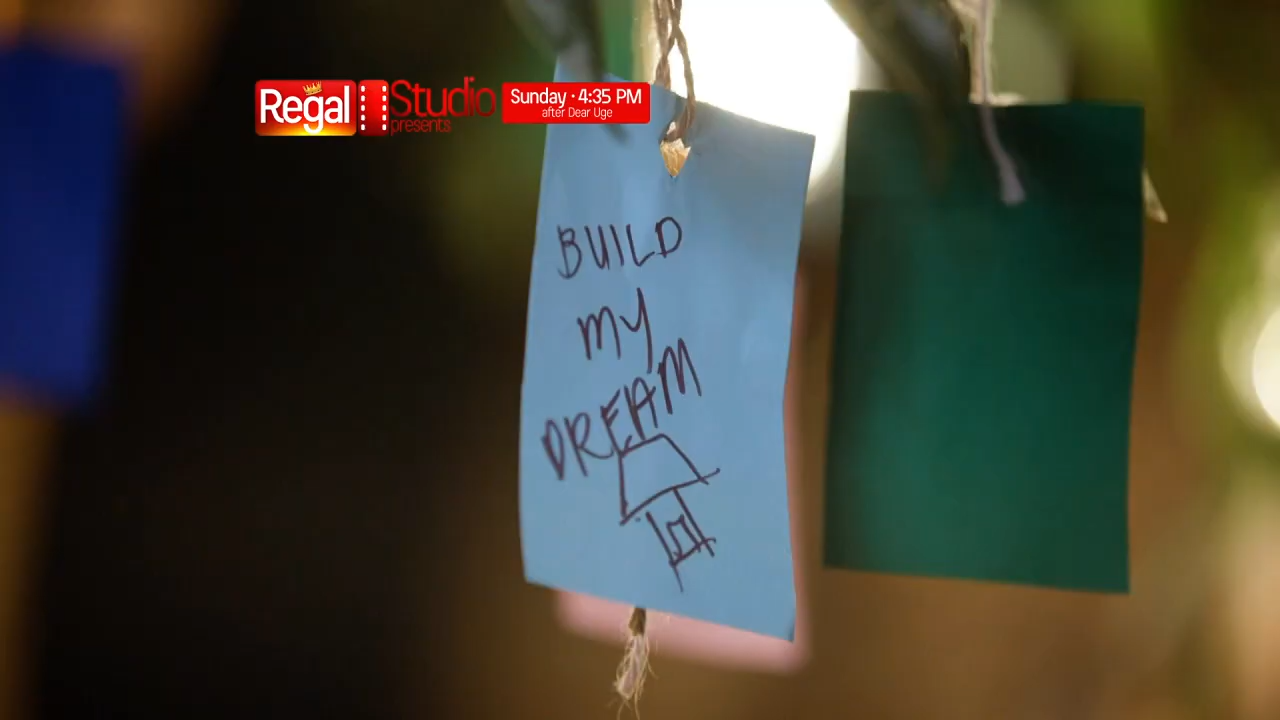 Regal Studio presents
Sunday · 4:35 PM
after Dear Uge
BUILD
MY
DREAM